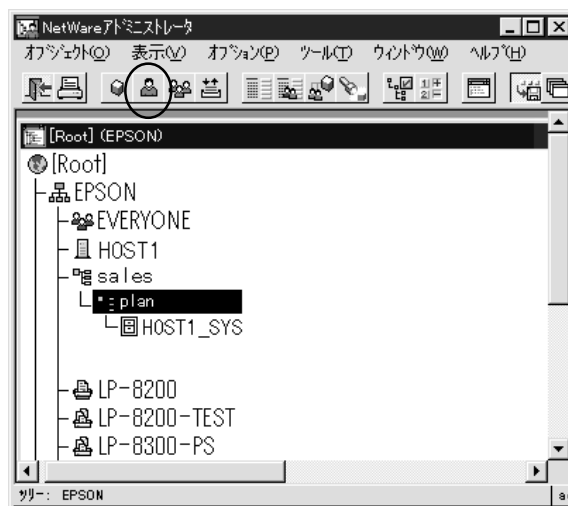 NetWareアドミニストレータ
オブジェクト(O) 表示(V) オプション(P) ツール(T) ウィンドウ(W) ヘルプ(H)
[Root] (EPSON)
[Root]
EPSON
EVERYONE
HOST1
sales
plan
HOST1_SYS
LP-8200
LP-8200-TEST
LP-8300-PS
ツリー: EPSON